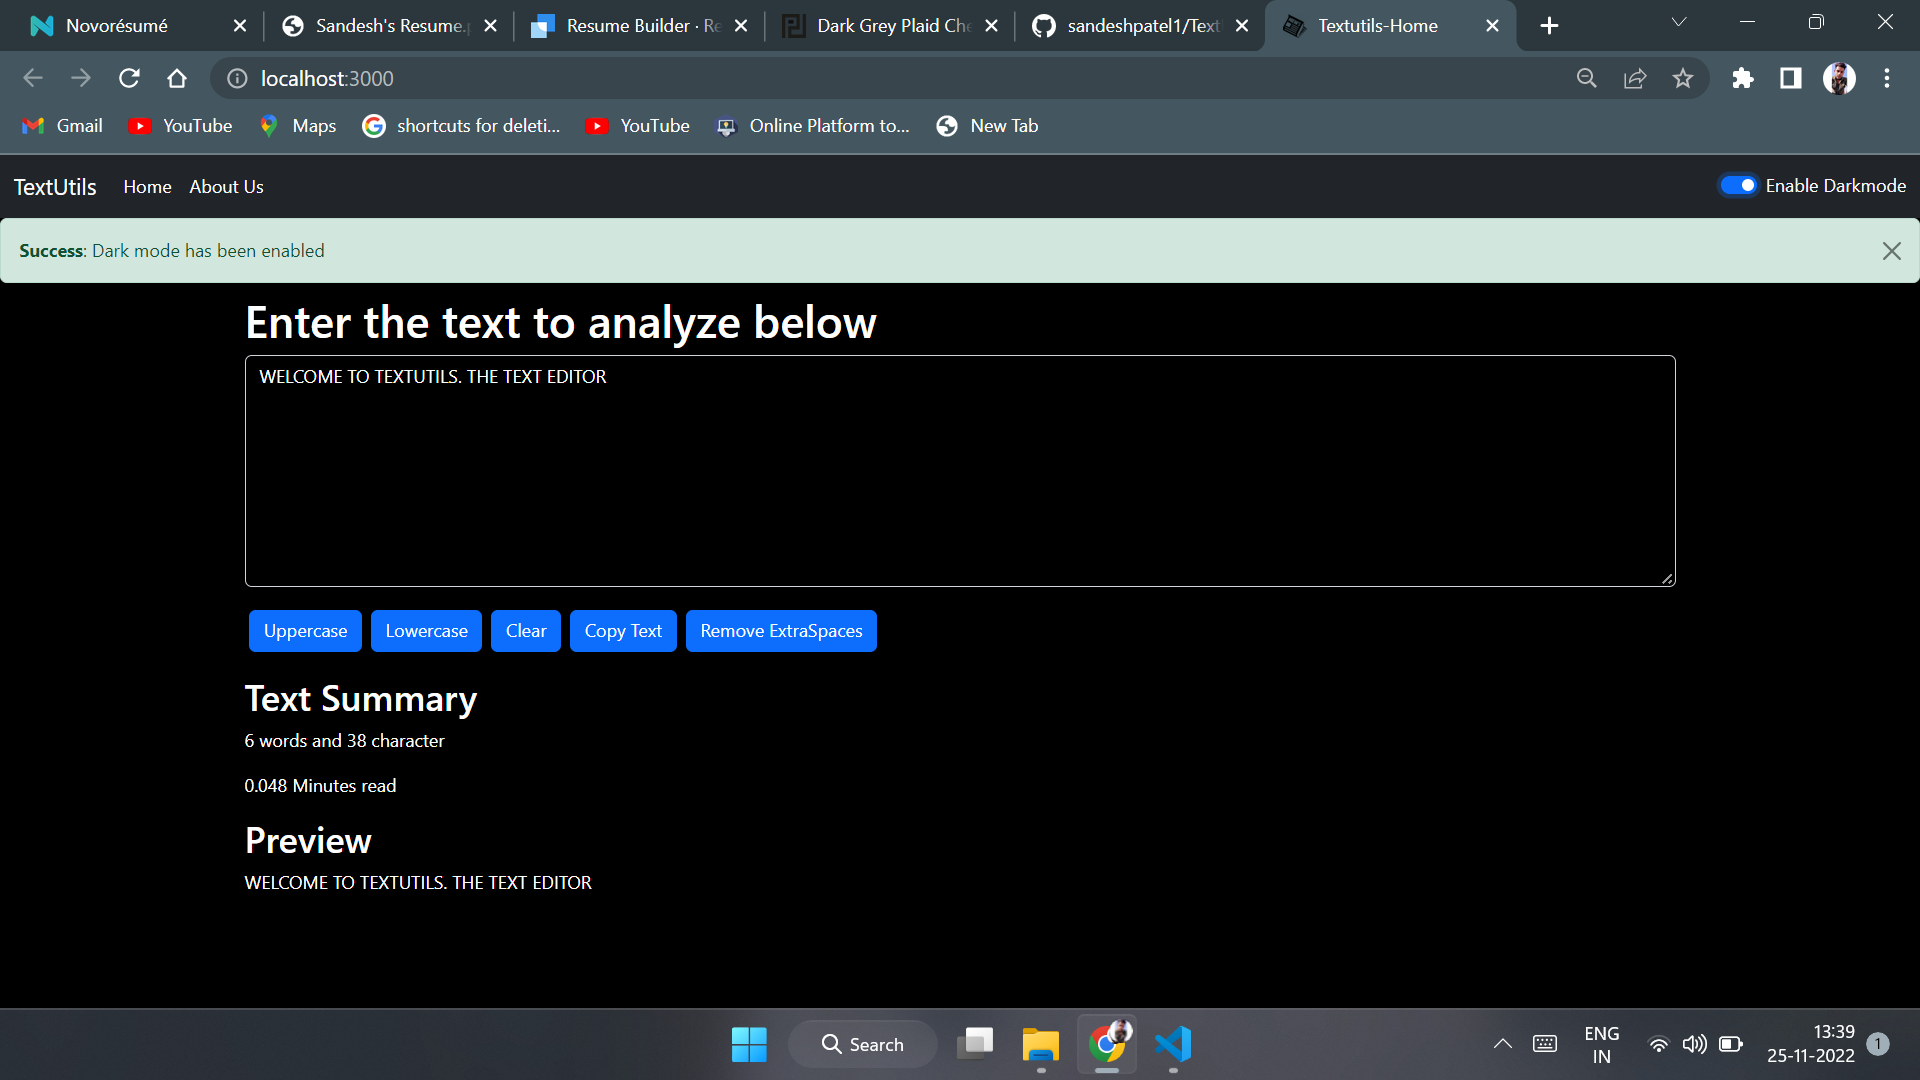 Novorésumé
Sandesh's Resume.p
Resume Builder · Re
Dark Grey Plaid Che
sandeshpatel1/Text
Textutils-Home
localhost:3000
Gmail
YouTube
Maps
shortcuts for deleti...
YouTube
Online Platform to...
New Tab
TextUtils
Home
About Us
Enable Darkmode
Success: Dark mode has been enabled
Enter the text to analyze below
WELCOME TO TEXTUTILS. THE TEXT EDITOR
Uppercase
Lowercase
Clear
Copy Text
Remove ExtraSpaces
Text Summary
6 words and 38 character
0.048 Minutes read
Preview
WELCOME TO TEXTUTILS. THE TEXT EDITOR
Search
ENG
IN
13:39
25-11-2022
1